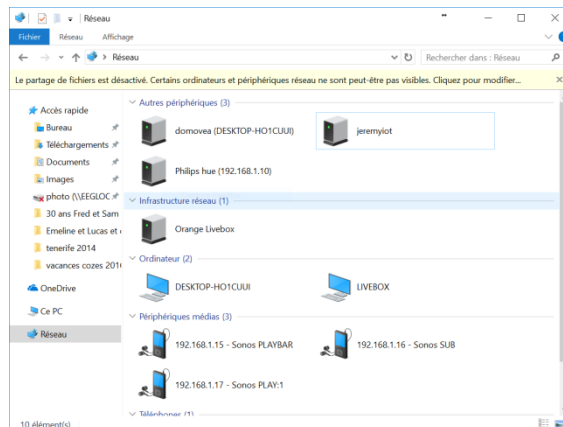 Réseau
Fichier Réseau Affichage
Réseau Rechercher dans : Réseau
Le partage de fichiers est désactivé. Certains ordinateurs et périphériques réseau ne sont peut-être pas visibles. Cliquez pour modifier...
Accès rapide
Bureau
Téléchargements
Documents
Images
photo (\\EEGLOC
30 ans Fred et Sam
Emeline et Lucas et
tenerife 2014
vacances cozes 201
OneDrive
Ce PC
Réseau
Autres périphériques (3)
domovea (DESKTOP-HO1CUUI) jeremyiot
Philips hue (192.168.1.10)
Infrastructure réseau (1)
Orange Livebox
Ordinateur (2)
DESKTOP-HO1CUUI LIVEBOX
Périphériques médias (3)
192.168.1.15 - Sonos PLAYBAR 192.168.1.16 - Sonos SUB
192.168.1.17 - Sonos PLAY:1
Téléphones (1)
10 élément(s)